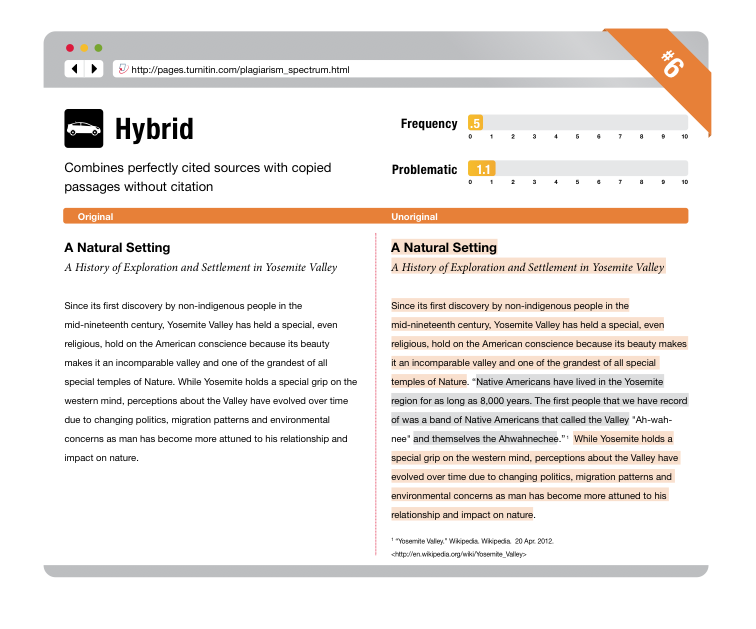 #6
http://pages.turnitin.com/plagiarism_spectrum.html
Hybrid
Combines perfectly cited sources with copied
passages without citation
Frequency
.5
0 1 2 3 4 5 6 7 8 9 10
Problematic
1.1
0 1 2 3 4 5 6 7 8 9 10
Original
A Natural Setting
A History of Exploration and Settlement in Yosemite Valley
Since its first discovery by non-indigenous people in the
mid-nineteenth century, Yosemite Valley has held a special, even
religious, hold on the American conscience because its beauty
makes it an incomparable valley and one of the grandest of all
special temples of Nature. While Yosemite holds a special grip on the
western mind, perceptions about the Valley have evolved over time
due to changing politics, migration patterns and environmental
concerns as man has become more attuned to his relationship and
impact on nature.
Unoriginal
A Natural Setting
A History of Exploration and Settlement in Yosemite Valley
Since its first discovery by non-indigenous people in the
mid-nineteenth century, Yosemite Valley has held a special, even
religious, hold on the American conscience because its beauty makes
it an incomparable valley and one of the grandest of all special
temples of Nature. “Native Americans have lived in the Yosemite
region for as long as 8,000 years. The first people that we have record
of was a band of Native Americans that called the Valley "Ah-wah-
nee" and themselves the Ahwahnechee.”¹ While Yosemite holds a
special grip on the western mind, perceptions about the Valley have
evolved over time due to changing politics, migration patterns and
environmental concerns as man has become more attuned to his
relationship and impact on nature.
¹ “Yosemite Valley.” Wikipedia. Wikipedia. 20 Apr. 2012.
<http://en.wikipedia.org/wiki/Yosemite_Valley>